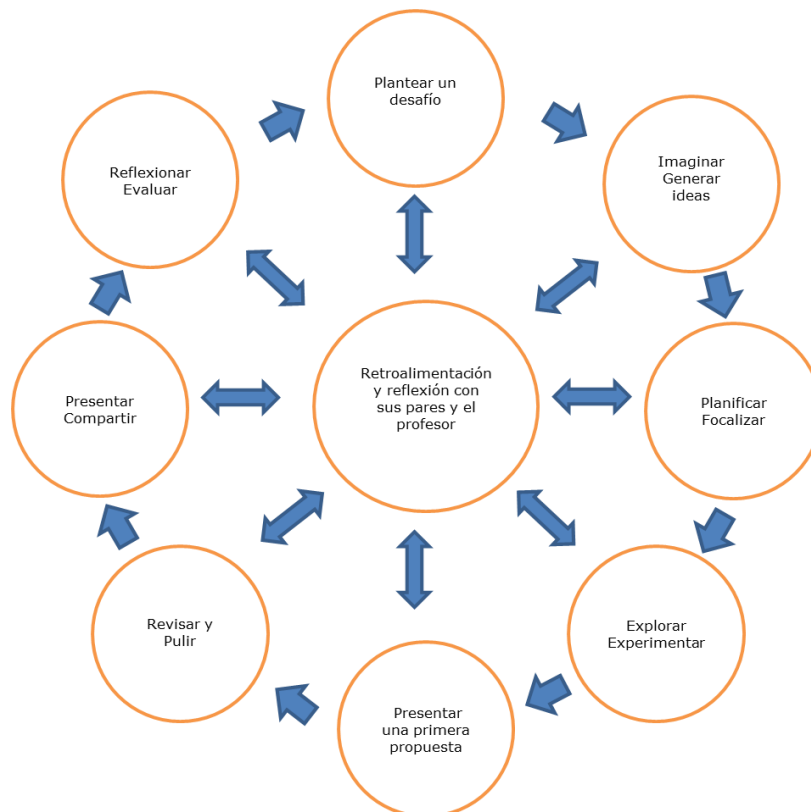 Plantear un
desafío
Imaginar
Generar
ideas
Planificar
Focalizar
Explorar
Experimentar
Presentar
una primera
propuesta
Revisar y
Pulir
Presentar
Compartir
Reflexionar
Evaluar
Retroalimentación
y reflexión con
sus pares y el
profesor